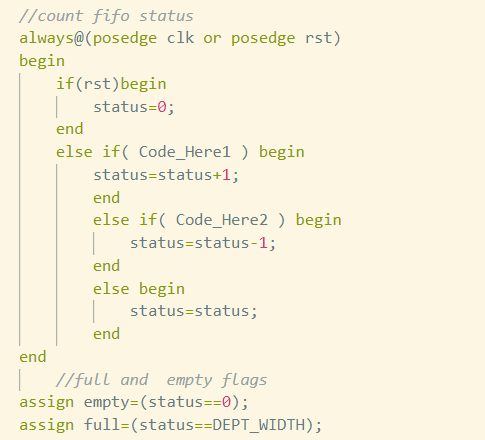 //count fifo status
always@(posedge clk or posedge rst)
begin
if(rst)begin
status=0;
end
else if( Code_Here1 ) begin
status=status+1;
end
else if( Code_Here2 ) begin
status=status-1;
end
else begin
status=status;
end
end
//full and  empty flags
assign empty=(status==0);
assign full=(status==DEPT_WIDTH);